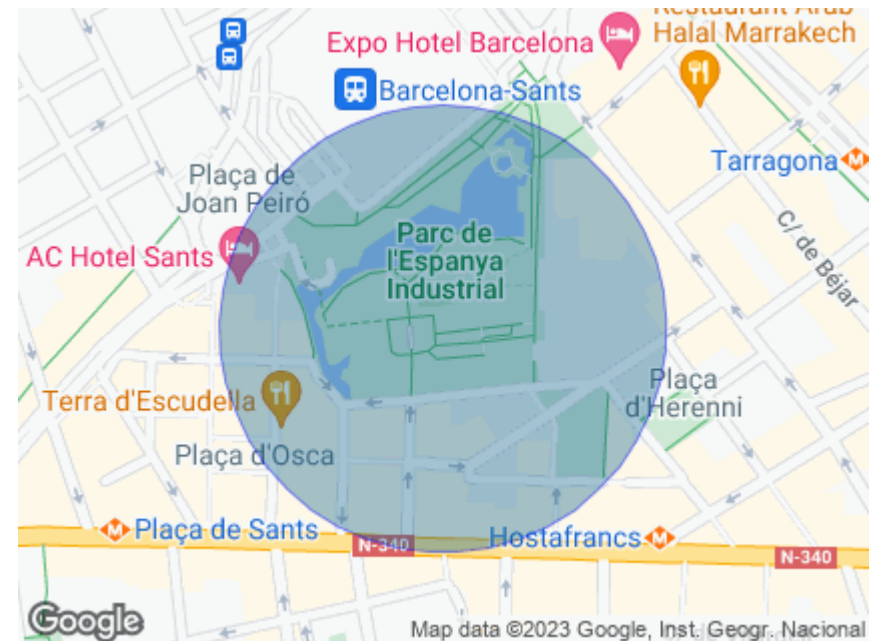 Restaurant Arab
Halal Marrakech
Expo Hotel Barcelona
Barcelona-Sants
Tarragona
Plaça de
Joan Peiró
AC Hotel Sants
Parc de
l'Espanya
Industrial
C/ de Béjar
Terra d'Escudella
Plaça
d'Herenni
Plaça d'Osca
Plaça de Sants
Hostafrancs
N-340
N-340
Google
Map data ©2023 Google, Inst. Geogr. Nacional